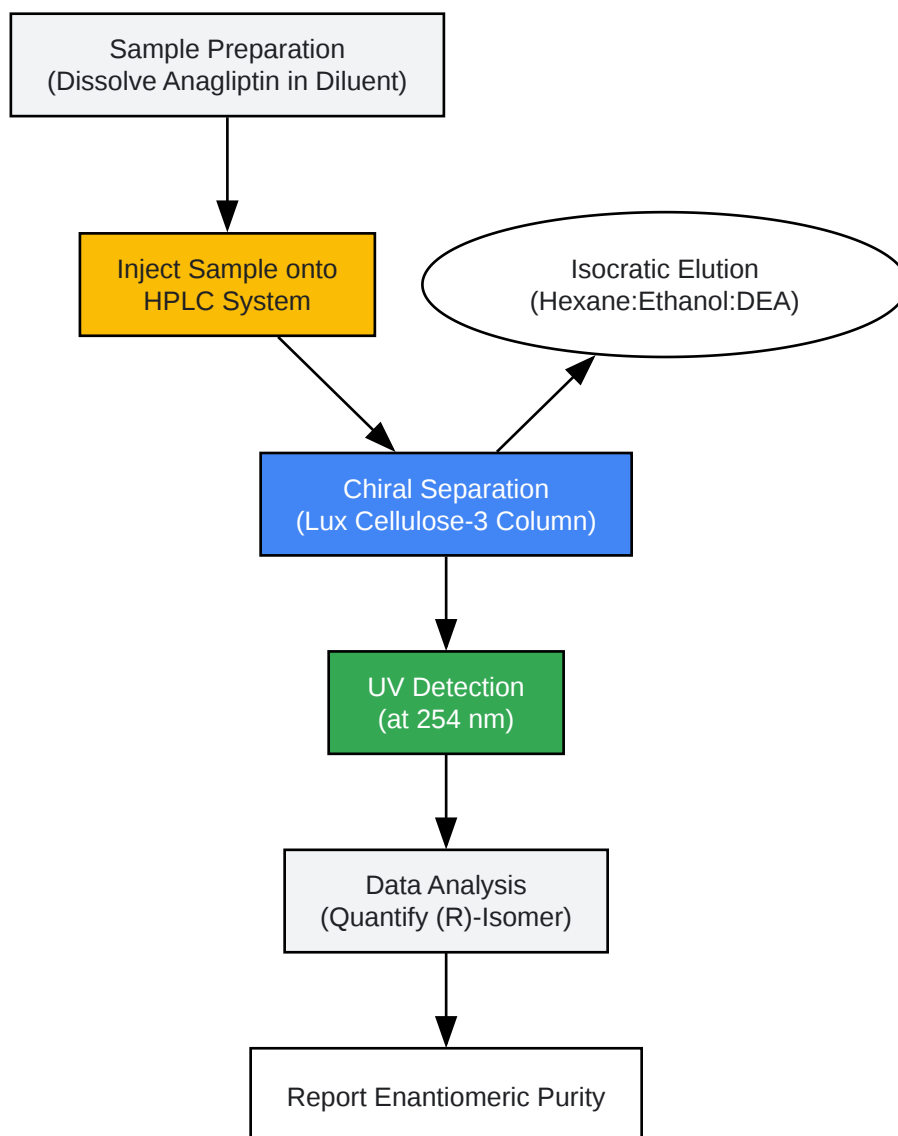 Sample Preparation
(Dissolve Anagliptin in Diluent)
Inject Sample onto
HPLC System
Isocratic Elution
(Hexane:Ethanol:DEA)
Chiral Separation
(Lux Cellulose-3 Column)
UV Detection
(at 254 nm)
Data Analysis
(Quantify (R)-Isomer)
Report Enantiomeric Purity